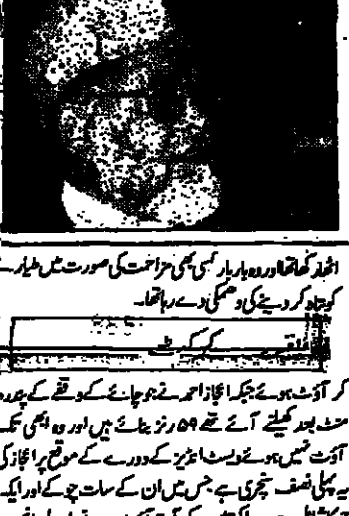 اٹھا رکھا تھا اور وہ بار بار کسی بھی مزاحمت کی صورت میں طیارے
کو تباہ کر دینے کی دھمکی دے رہا تھا۔
کرکٹ
کر آؤٹ ہوئے جبکہ اعجاز احمد نے جو چائے کے وقفے کے پندرہ
منٹ بعد کھیلنے آئے تھے ۵۹ رنز بنائے ہیں اور وہ ابھی تک
آؤٹ نہیں ہوئے ویسٹ انڈیز کے دورے کے موقع پر اعجاز کی
یہ پہلی نصف سنچری ہے جس میں ان کے سات چوکے اور ایک